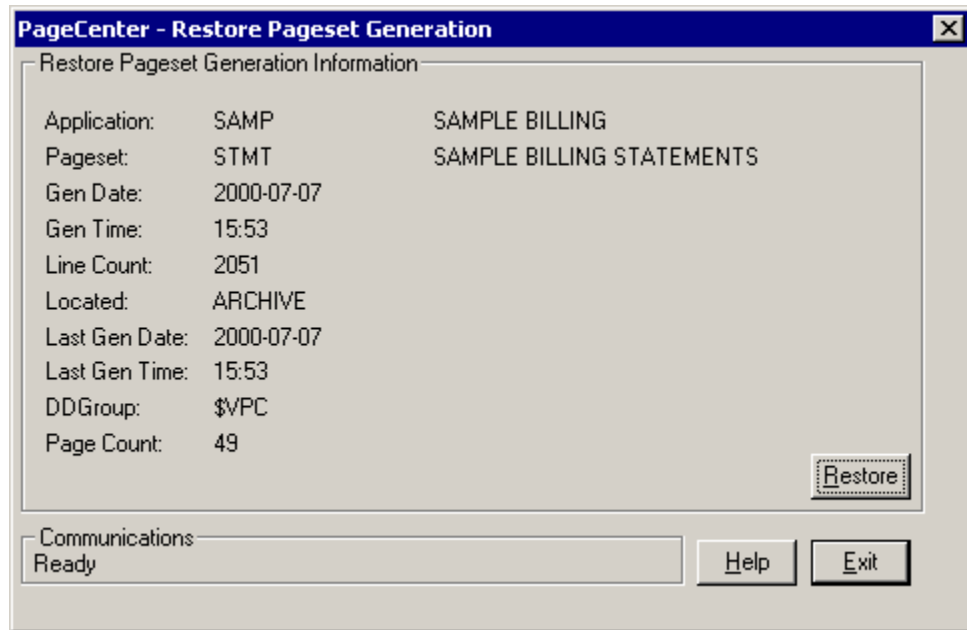 PageCenter - Restore Pageset Generation
Restore Pageset Generation Information
Application: SAMP SAMPLE BILLING
Pageset: STMT SAMPLE BILLING STATEMENTS
Gen Date: 2000-07-07
Gen Time: 15:53
Line Count: 2051
Located: ARCHIVE
Last Gen Date: 2000-07-07
Last Gen Time: 15:53
DDGroup: $VPC
Page Count: 49
Restore
Communications
Ready
Help Exit